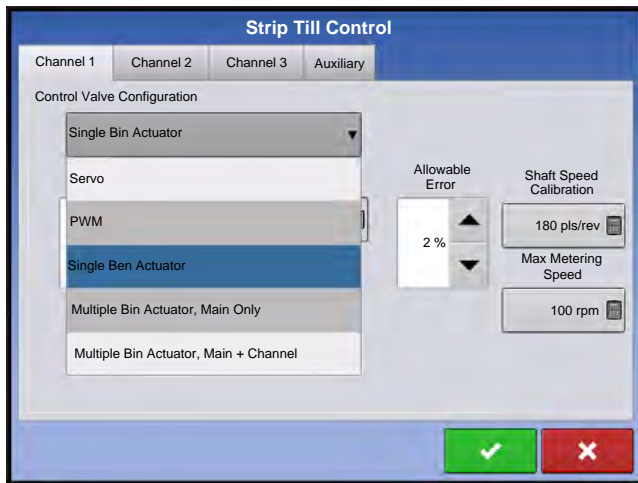 Strip Till Control
Channel 1
Channel 2
Channel 3
Auxiliary
Control Valve Configuration
Single Bin Actuator
Servo
PWM
Single Ben Actuator
Multiple Bin Actuator, Main Only
Multiple Bin Actuator, Main + Channel
Allowable
Error
2 %
Shaft Speed
Calibration
180 pls/rev
Max Metering
Speed
100 rpm